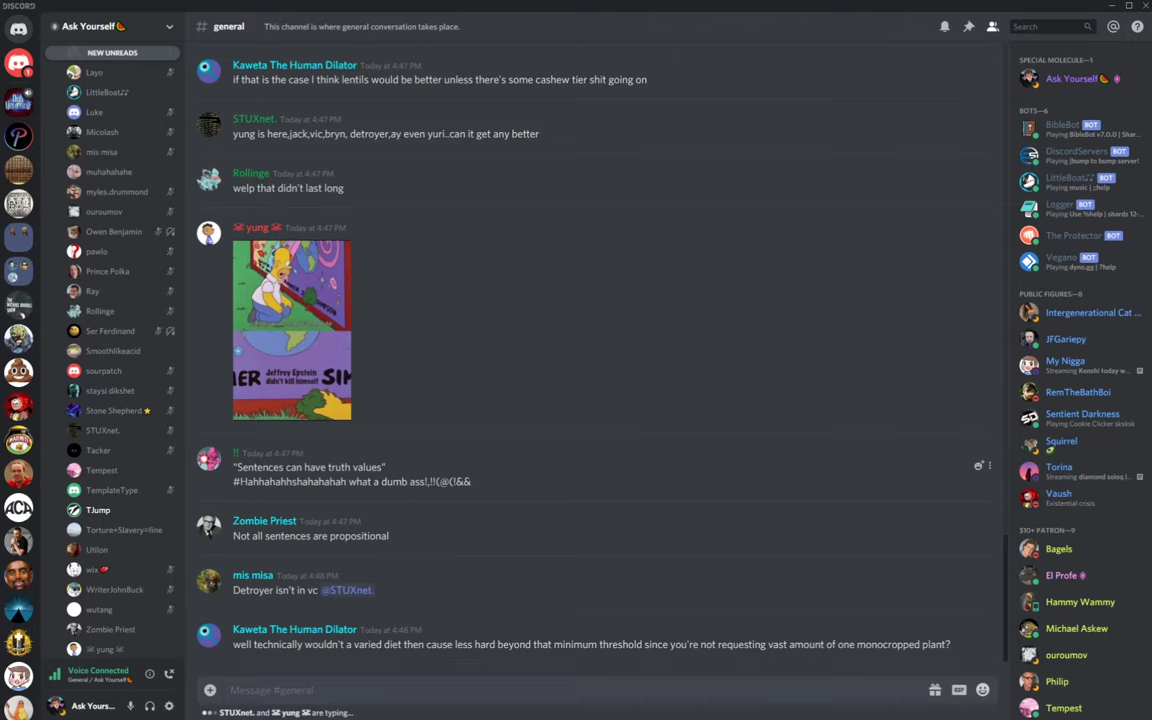 DISCORD
Ask Yourself🍉
NEW UNREADS
Layo
LittleBoat🎶
Luke
Micolash
mis misa
muhahahahe
myles.drummond
ouroumov
Owen Benjamin
pawlo
Prince Polka
Ray
Rollinge
Ser Ferdinand
Smoothlikeacid
sourpatch
staysi dikshet
Stone Shepherd ⭐
STUXnet.
Tacker
Tempest
TemplateType
TJump
Torture+Slavery=fine
Utilon
wix
WriterJohnBuck
wutang
Zombie Priest
yung
Voice Connected
General / Ask Yourself🍉
Ask Yours...
# general
This channel is where general conversation takes place.
Search
Kaweta The Human Dilator Today at 4:47 PM
if that is the case I think lentils would be better unless there's some cashew tier shit going on
STUXnet. Today at 4:47 PM
yung is here,jack,vic,bryn, detroyer,ay even yuri..can it get any better
Rollinge Today at 4:47 PM
welp that didn't last long
yung Today at 4:47 PM
Jeffrey Epstein
didn't kill himself
!! Today at 4:47 PM
“Sentences can have truth values”
#Hahhahahhshahahahah what a dumb ass!,!!(@(!&&
Zombie Priest Today at 4:47 PM
Not all sentences are propositional
mis misa Today at 4:48 PM
Detroyer isn't in vc @STUXnet.
Kaweta The Human Dilator Today at 4:48 PM
well technically wouldn't a varied diet then cause less hard beyond that minimum threshold since you're not requesting vast amount of one monocropped plant?
Message #general
GIF
STUXnet. and yung are typing...
SPECIAL MOLECULE—1
Ask Yourself🍉
BOTS—6
BibleBot BOT
Playing BibleBot v7.0.0 | Shar...
DiscordServers BOT
Playing (!bump to bump server!
LittleBoat🎶 BOT
Playing music | ;;help
Logger BOT
Playing Use %help | shards 12-...
The Protector BOT
Vegano BOT
Playing dyno.gg | ?help
PUBLIC FIGURES—8
Intergenerational Cat ...
JFGariepy
My Nigga
Streaming Kenshi today w...
RemTheBathBoi
Sentient Darkness
Playing Cookie Clicker sksksk
Squirrel
🥑
Torina
Streaming diamond soloq l...
Vaush
Existential crisis
$10+ PATRON—9
Bagels
El Profe
Hammy Wammy
Michael Askew
ouroumov
Philip
Tempest